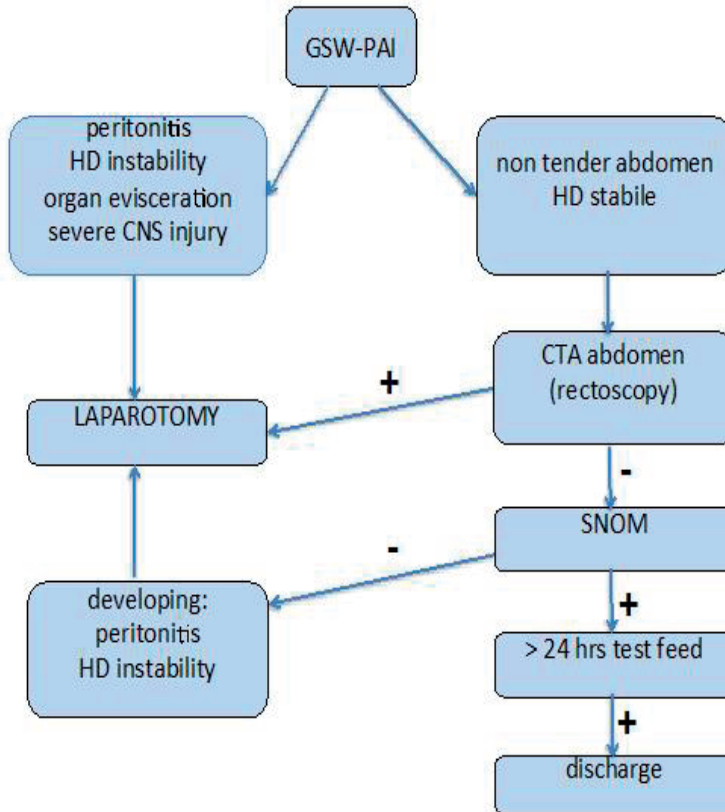 GSW-PAI
peritonitis
HD instability
organ evisceration
severe CNS injury
non tender abdomen
HD stabile
CTA abdomen
(rectoscopy)
+
LAPAROTOMY
-
SNOM
-
developing:
peritonitis
HD instability
+
> 24 hrs test feed
+
discharge